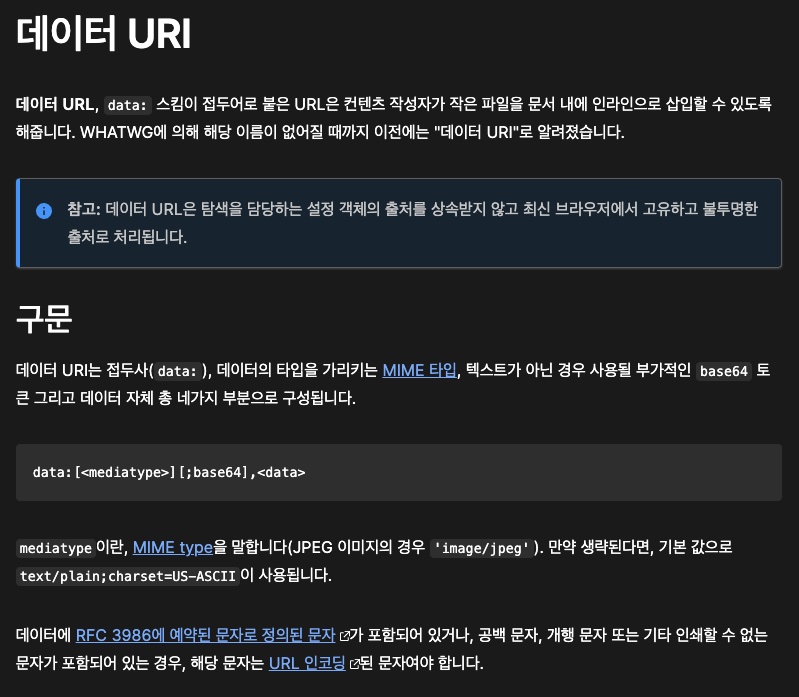 데이터 URI
데이터 URL, data: 스킴이 접두어로 붙은 URL은 컨텐츠 작성자가 작은 파일을 문서 내에 인라인으로 삽입할 수 있도록
해줍니다. WHATWG에 의해 해당 이름이 없어질 때까지 이전에는 "데이터 URI"로 알려졌습니다.
참고: 데이터 URL은 탐색을 담당하는 설정 객체의 출처를 상속받지 않고 최신 브라우저에서 고유하고 불투명한
출처로 처리됩니다.
구문
데이터 URI는 접두사(data:), 데이터의 타입을 가리키는 MIME 타입, 텍스트가 아닌 경우 사용될 부가적인 base64 토
큰 그리고 데이터 자체 총 네가지 부분으로 구성됩니다.
data:[<mediatype>][;base64],<data>
mediatype이란, MIME type을 말합니다(JPEG 이미지의 경우 'image/jpeg'). 만약 생략된다면, 기본 값으로
text/plain;charset=US-ASCII이 사용됩니다.
데이터에 RFC 3986에 예약된 문자로 정의된 문자가 포함되어 있거나, 공백 문자, 개행 문자 또는 기타 인쇄할 수 없는
문자가 포함되어 있는 경우, 해당 문자는 URL 인코딩된 문자여야 합니다.